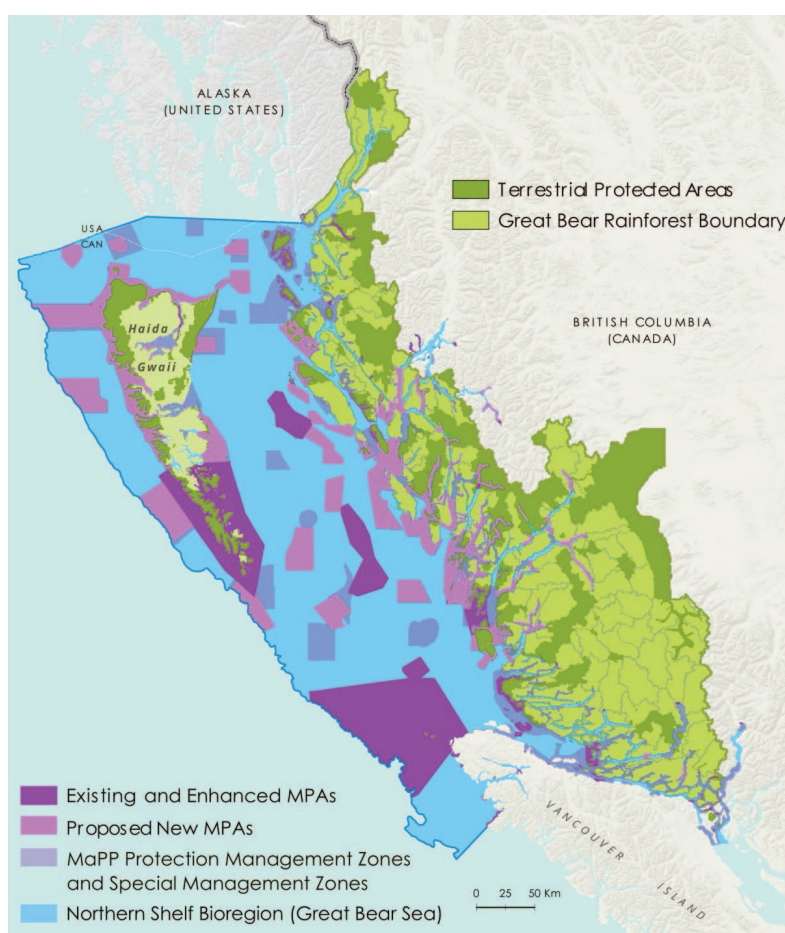 ALASKA
(UNITED STATES)
Terrestrial Protected Areas
Great Bear Rainforest Boundary
USA
CAN
BRITISH COLUMBIA
(CANADA)
Haida
Gwaii
Existing and Enhanced MPAs
Proposed New MPAs
MaPP Protection Management Zones
and Special Management Zones
Northern Shelf Bioregion (Great Bear Sea)
0 25 50 Km
VANCOUVER ISLAND